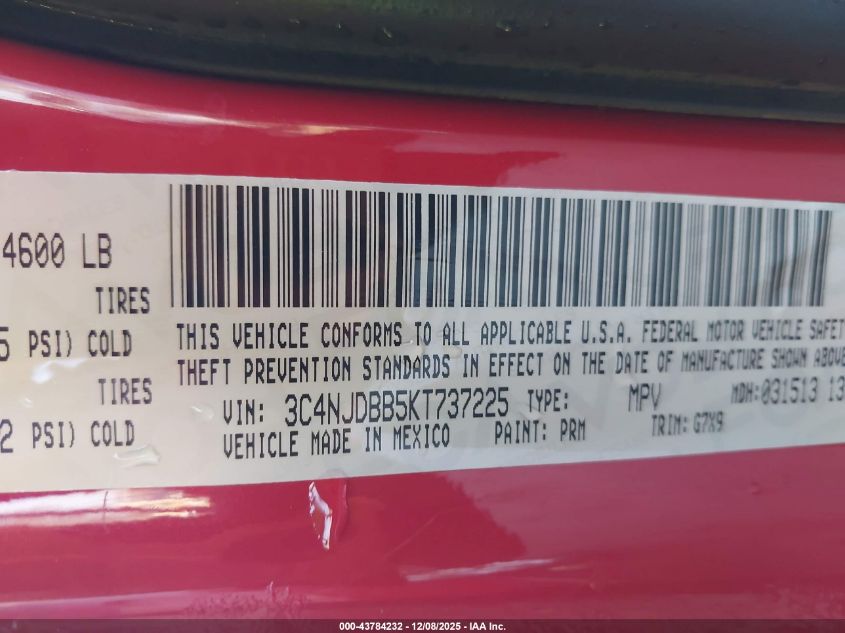 4600 LB
TIRES
5 PSI) COLD
TIRES
2 PSI) COLD
THIS VEHICLE CONFORMS TO ALL APPLICABLE U.S.A. FEDERAL MOTOR VEHICLE SAFET
THEFT PREVENTION STANDARDS IN EFFECT ON THE DATE OF MANUFACTURE SHOWN ABOVE
VIN: 3C4NJDBB5KT737225 TYPE: MPV MDH: 031513 13
VEHICLE MADE IN MEXICO PAINT: PRM TRIM: G7X9
000-43784232 - 12/08/2025 - IAA Inc.